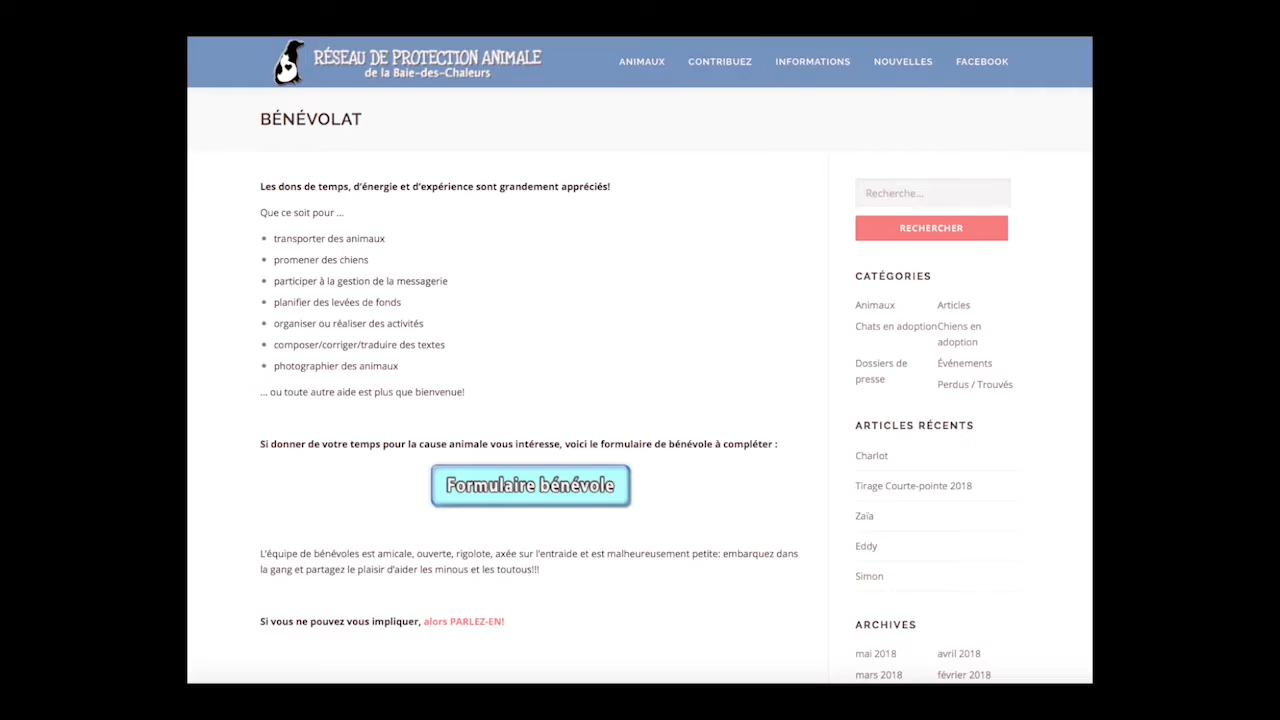 RÉSEAU DE PROTECTION ANIMALE
de la Baie-des-Chaleurs
ANIMAUX CONTRIBUEZ INFORMATIONS NOUVELLES FACEBOOK
BÉNÉVOLAT
Les dons de temps, d'énergie et d'expérience sont grandement appréciés!
Que ce soit pour ...
transporter des animaux
promener des chiens
participer à la gestion de la messagerie
planifier des levées de fonds
organiser ou réaliser des activités
composer/corriger/traduire des textes
photographier des animaux
... ou toute autre aide est plus que bienvenue!
Si donner de votre temps pour la cause animale vous intéresse, voici le formulaire de bénévole à compléter :
Formulaire bénévole
L'équipe de bénévoles est amicale, ouverte, rigolote, axée sur l'entraide et est malheureusement petite: embarquez dans
la gang et partagez le plaisir d'aider les minous et les toutous!!!
Si vous ne pouvez vous impliquer, alors PARLEZ-EN!
Recherche...
RECHERCHER
CATÉGORIES
Animaux Articles
Chats en adoption Chiens en
adoption
Dossiers de Événements
presse
Perdus / Trouvés
ARTICLES RÉCENTS
Charlot
Tirage Courte-pointe 2018
Zaïa
Eddy
Simon
ARCHIVES
mai 2018 avril 2018
mars 2018 février 2018